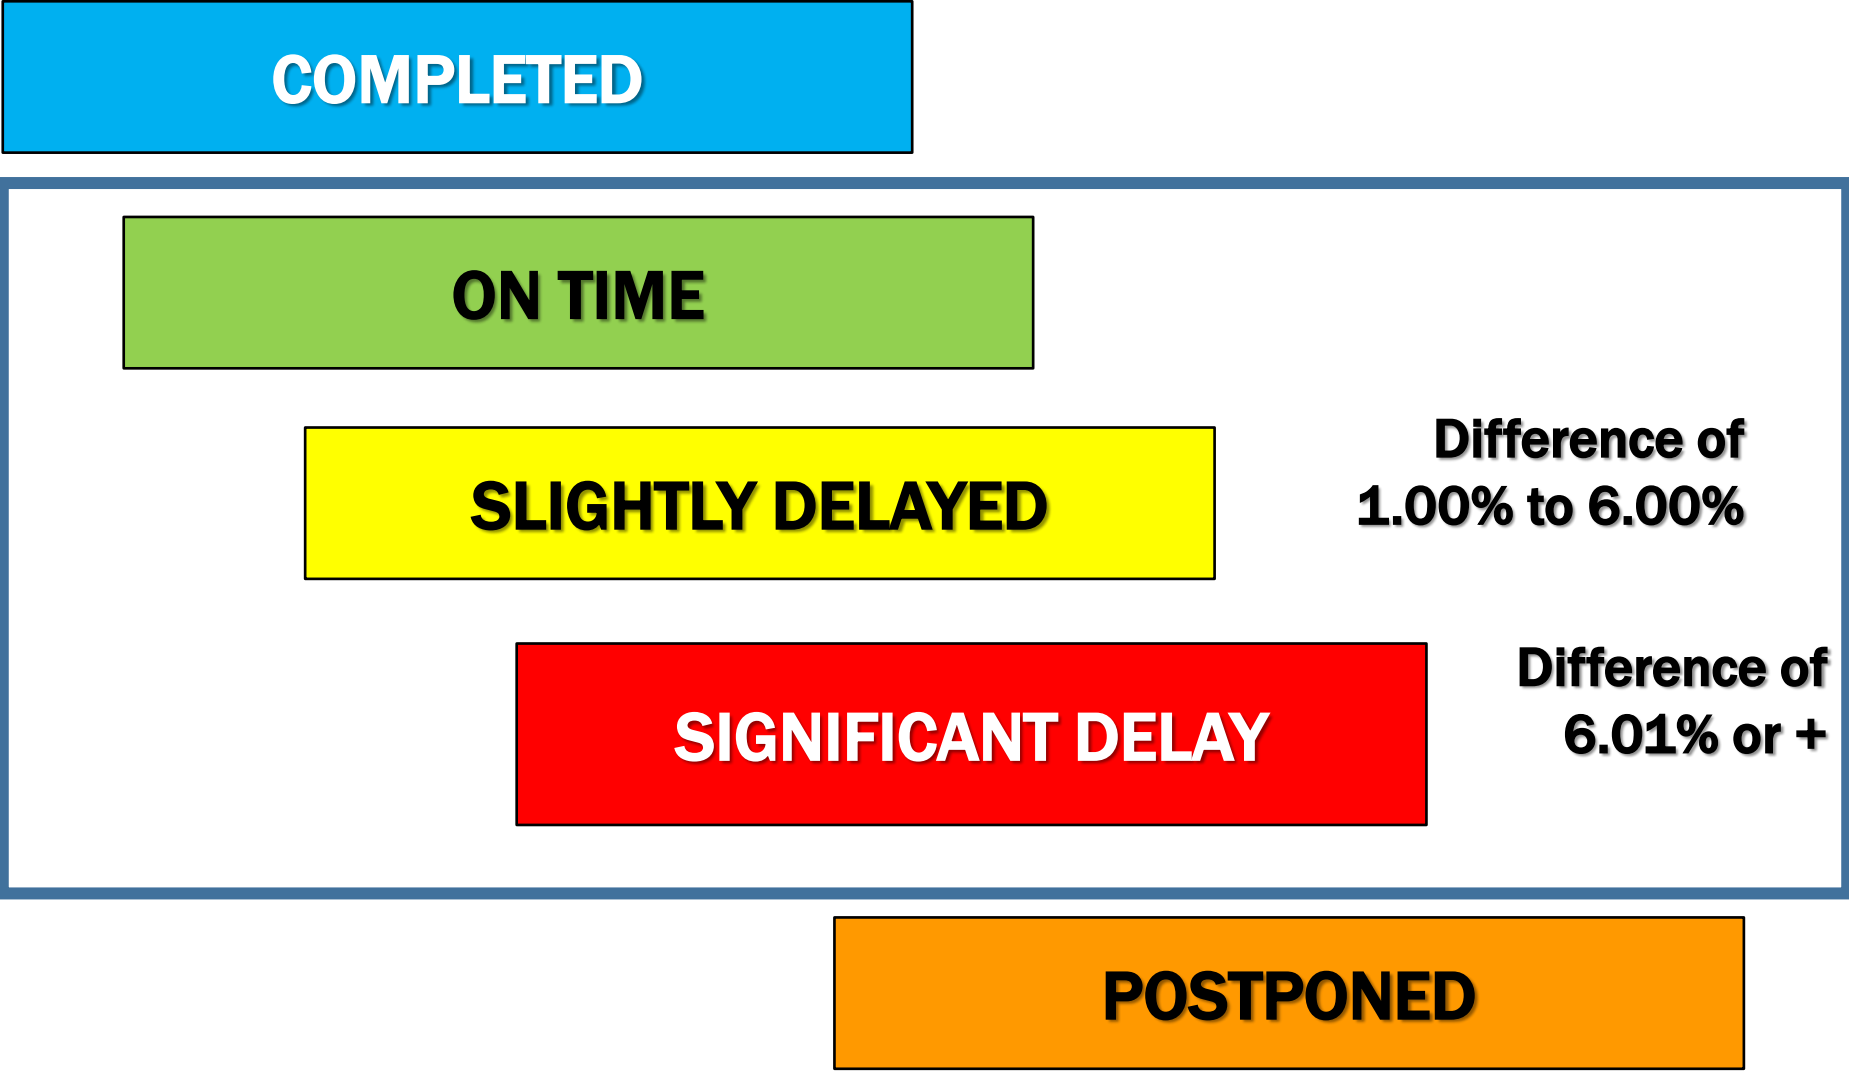 COMPLETED
ON TIME
SLIGHTLY DELAYED
Difference of
1.00% to 6.00%
SIGNIFICANT DELAY
Difference of
6.01% or +
POSTPONED